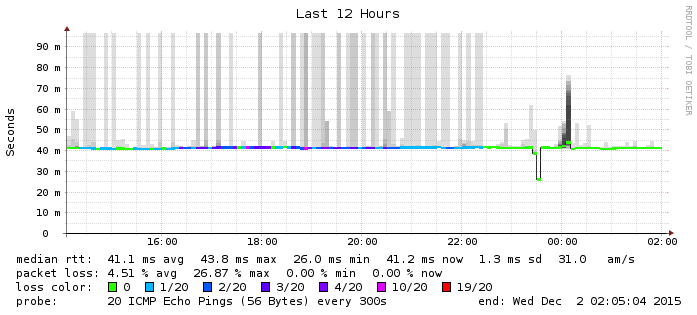 Last 12 Hours
RRDTOOL / TOBI OETIKER
Seconds
90 m
80 m
70 m
60 m
50 m
40 m
30 m
20 m
10 m
0
16:00 18:00 20:00 22:00 00:00 02:00
median rtt: 41.1 ms avg 43.8 ms max 26.0 ms min 41.2 ms now 1.3 ms sd 31.0 am/s
packet loss: 4.51 % avg 26.87 % max 0.00 % min 0.00 % now
loss color: 0 1/20 2/20 3/20 4/20 10/20 19/20
probe: 20 ICMP Echo Pings (56 Bytes) every 300s end: Wed Dec 2 02:05:04 2015